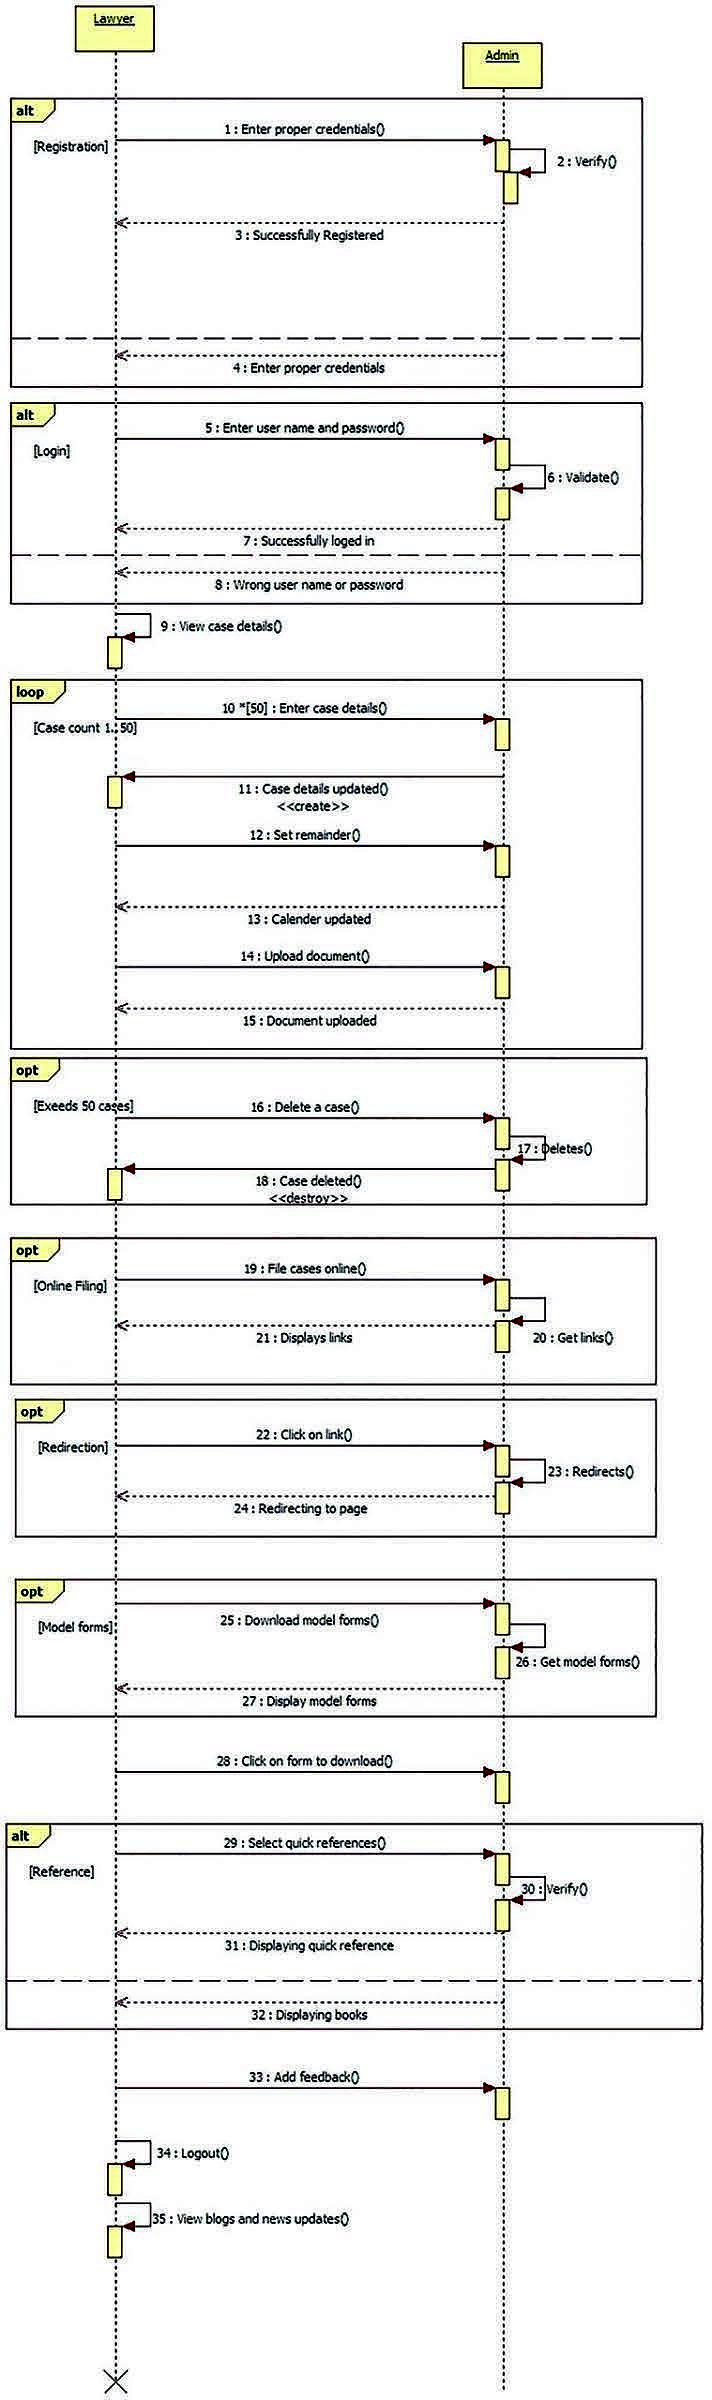 Lawyer
Admin
alt
1 : Enter proper credentials()
[Registration]
2 : Verify()
3 : Successfully Registered
4 : Enter proper credentials
alt
5 : Enter user name and password()
[Login]
6 : Validate()
7 : Successfully loged in
8 : Wrong user name or password
9 : View case details()
loop
10 *[50] : Enter case details()
[Case count 1..50]
11 : Case details updated()
<<create>>
12 : Set remainder()
13 : Calender updated
14 : Upload document()
15 : Document uploaded
opt
[Exceeds 50 cases]
16 : Delete a case()
17 : Deletes()
18 : Case deleted()
<<destroy>>
opt
19 : File cases online()
[Online Filing]
21 : Displays links
20 : Get links()
opt
22 : Click on link()
[Redirection]
23 : Redirects()
24 : Redirecting to page
opt
25 : Download model forms()
[Model forms]
26 : Get model forms()
27 : Display model forms
28 : Click on form to download()
alt
29 : Select quick references()
[Reference]
30 : Verify()
31 : Displaying quick reference
32 : Displaying books
33 : Add feedback()
34 : Logout()
35 : View blogs and news updates()